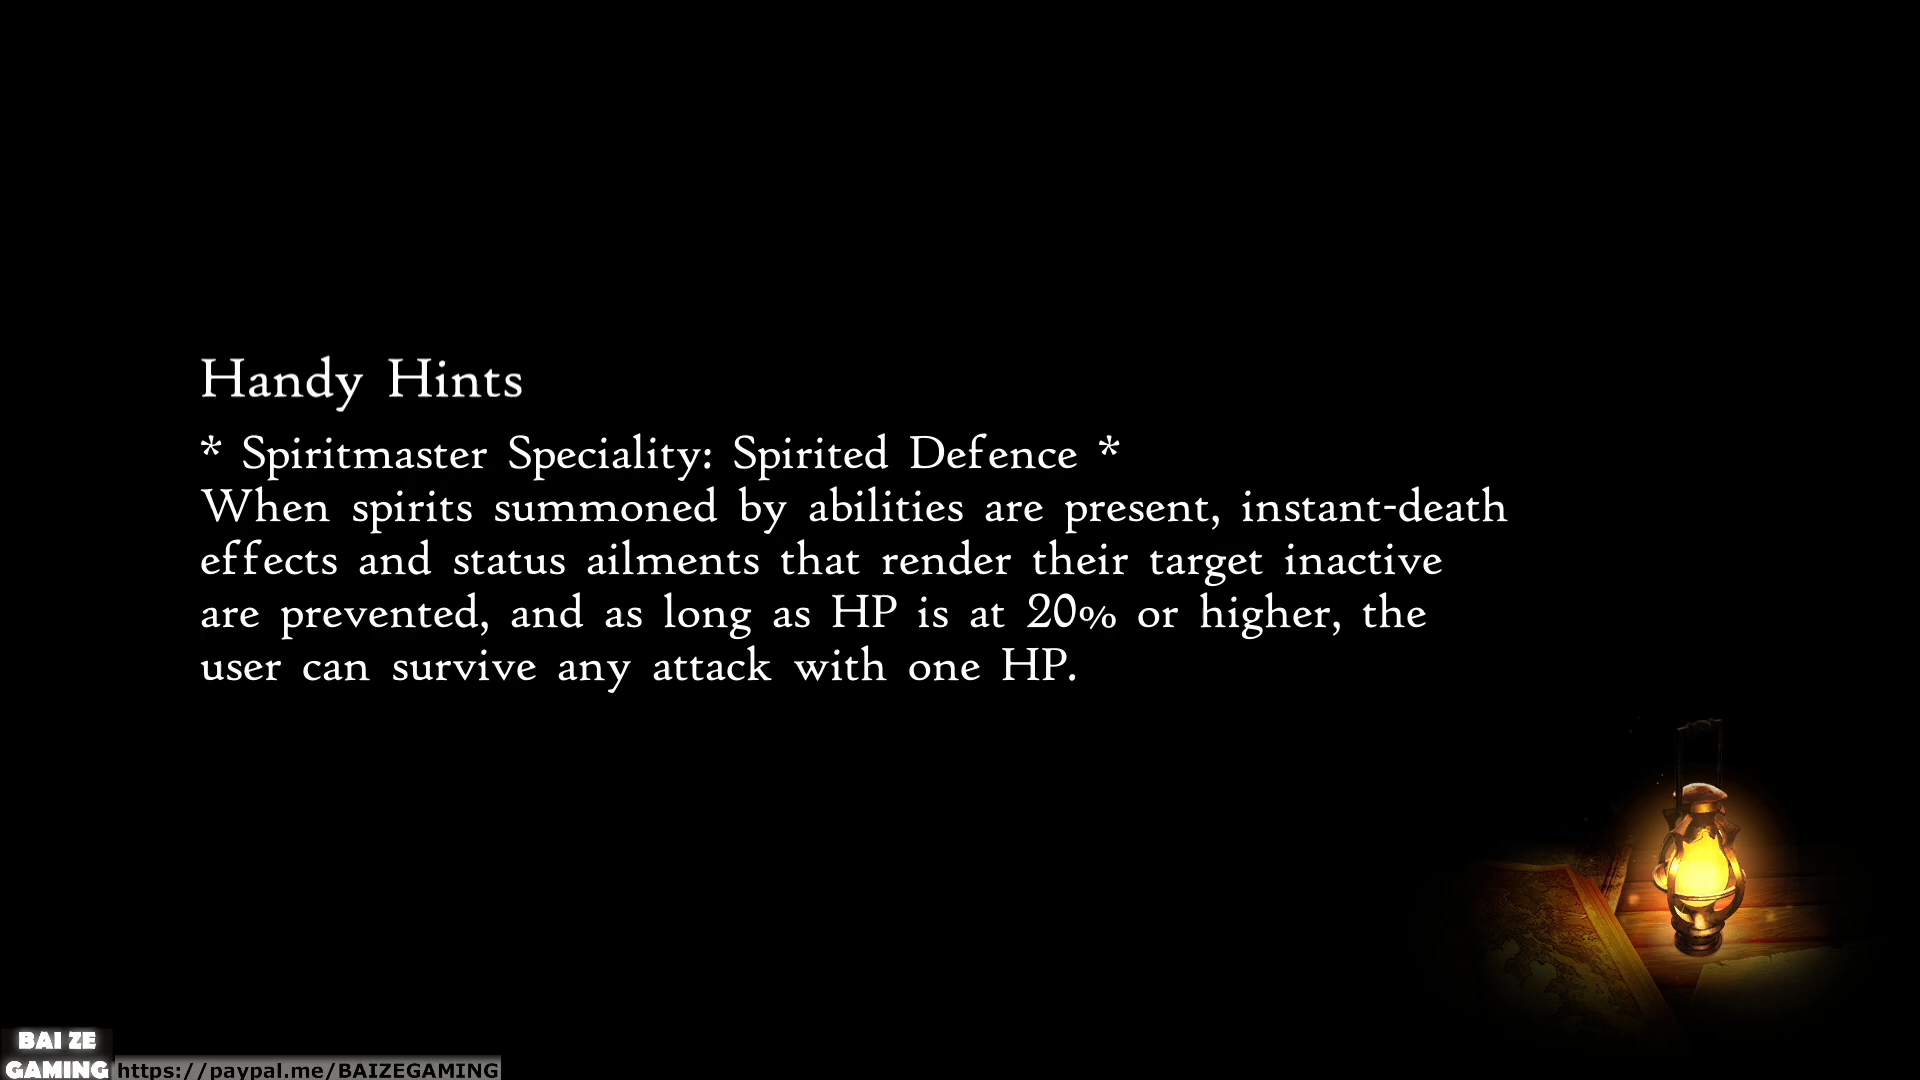 Handy Hints
* Spiritmaster Speciality: Spirited Defence *
When spirits summoned by abilities are present, instant-death
effects and status ailments that render their target inactive
are prevented, and as long as HP is at 20% or higher, the
user can survive any attack with one HP.
BAI ZE
GAMING https://paypal.me/BAIZEGAMING